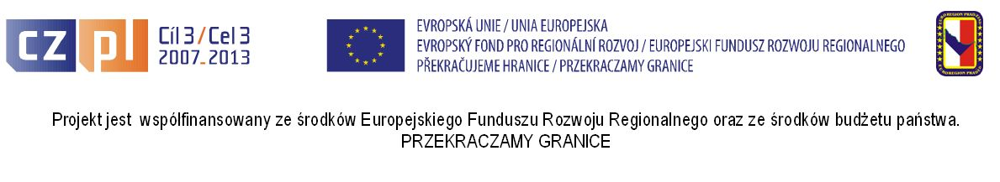 cz pl
Cíl 3 / Cel 3
2007_2013
EVROPSKÁ UNIE / UNIA EUROPEJSKA
EVROPSKÝ FOND PRO REGIONÁLNÍ ROZVOJ / EUROPEJSKI FUNDUSZ ROZWOJU REGIONALNEGO
PŘEKRAČUJEME HRANICE / PRZEKRACZAMY GRANICE
EUROREGION PRADZIAD
EUROREGION PRADĚD
Projekt jest współfinansowany ze środków Europejskiego Funduszu Rozwoju Regionalnego oraz ze środków budżetu państwa.
PRZEKRACZAMY GRANICE